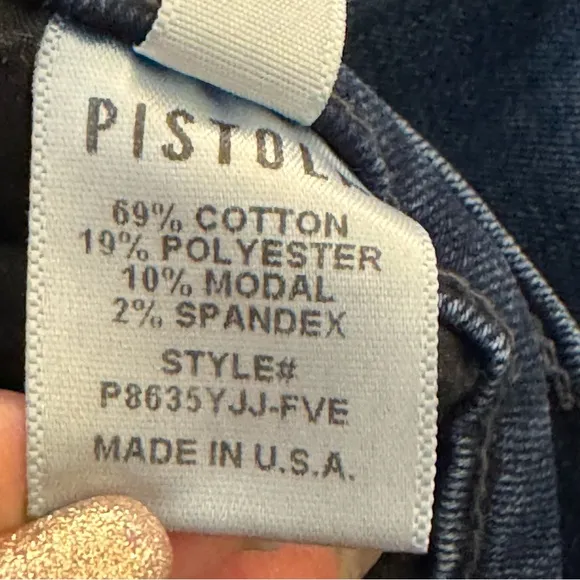 PISTOL
69% COTTON
19% POLYESTER
10% MODAL
2% SPANDEX
STYLE#
P8635YJJ-FVE
MADE IN U.S.A.